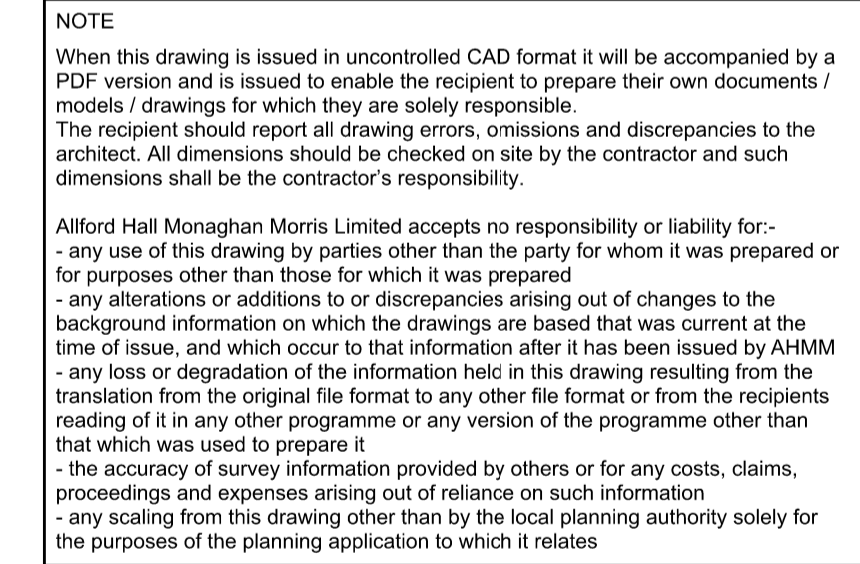 NOTE
When this drawing is issued in uncontrolled CAD format it will be accompanied by a
PDF version and is issued to enable the recipient to prepare their own documents /
models / drawings for which they are solely responsible.
The recipient should report all drawing errors, omissions and discrepancies to the
architect. All dimensions should be checked on site by the contractor and such
dimensions shall be the contractor's responsibility.
Allford Hall Monaghan Morris Limited accepts no responsibility or liability for:-
- any use of this drawing by parties other than the party for whom it was prepared or
for purposes other than those for which it was prepared
- any alterations or additions to or discrepancies arising out of changes to the
background information on which the drawings are based that was current at the
time of issue, and which occur to that information after it has been issued by AHMM
- any loss or degradation of the information held in this drawing resulting from the
translation from the original file format to any other file format or from the recipients
reading of it in any other programme or any version of the programme other than
that which was used to prepare it
- the accuracy of survey information provided by others or for any costs, claims,
proceedings and expenses arising out of reliance on such information
- any scaling from this drawing other than by the local planning authority solely for
the purposes of the planning application to which it relates